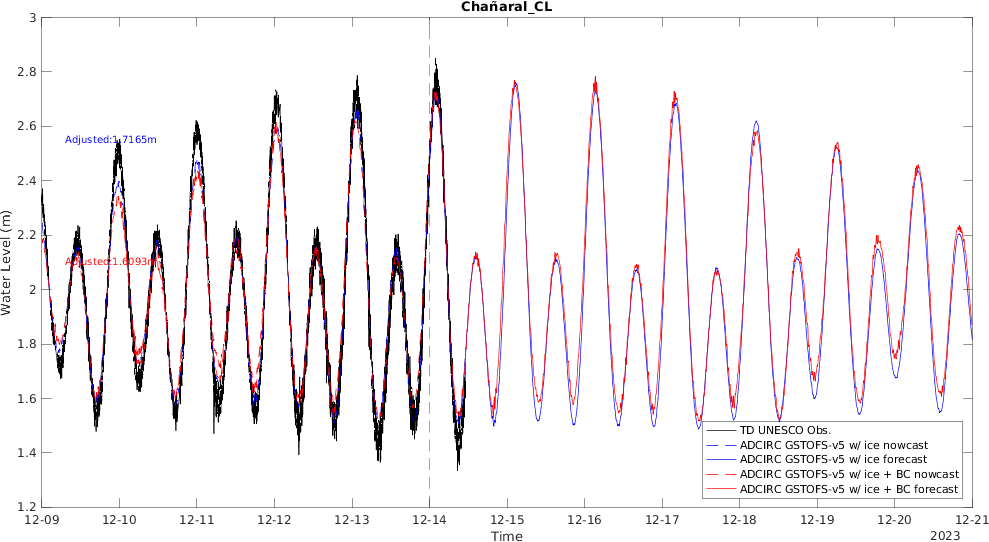 Chañaral_CL
3
2.8
2.6
2.4
2.2
2
1.8
1.6
1.4
1.2
Water Level (m)
Adjusted:1.7165m
Adjusted:1.6093m
TD UNESCO Obs.
ADCIRC GSTOFS-v5 w/ ice nowcast
ADCIRC GSTOFS-v5 w/ ice forecast
ADCIRC GSTOFS-v5 w/ ice + BC nowcast
ADCIRC GSTOFS-v5 w/ ice + BC forecast
12-09 12-10 12-11 12-12 12-13 12-14 12-15 12-16 12-17 12-18 12-19 12-20 12-21
Time
2023